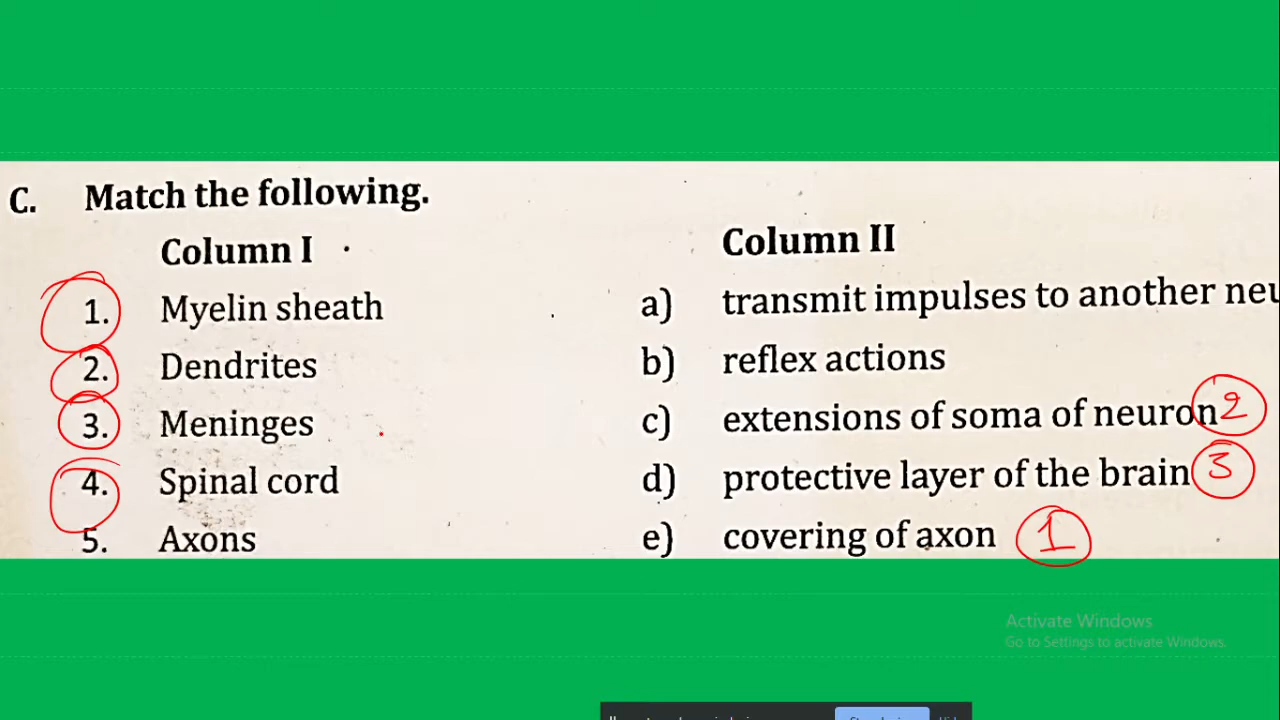 C. Match the following.
Column I Column II
1. Myelin sheath a) transmit impulses to another
2. Dendrites b) reflex actions
3. Meninges c) extensions of soma of neuron 2
4. Spinal cord d) protective layer of the brain 3
5. Axons e) covering of axon 1
Activate Windows
Go to Settings to activate Windows.